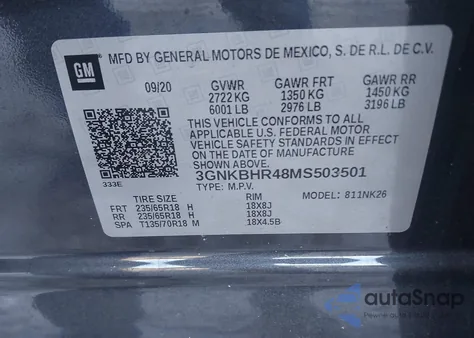 GM
MFD BY GENERAL MOTORS DE MEXICO, S. DE R.L. DE C.V.
09/20 GVWR GAWR FRT GAWR RR
2722 KG 1350 KG 1450 KG
6001 LB 2976 LB 3196 LB
THIS VEHICLE CONFORMS TO ALL
APPLICABLE U.S. FEDERAL MOTOR
VEHICLE SAFETY STANDARDS
IN EFFECT ON THE DATE OF MANUFACTURE
SHOWN ABOVE.
3GNKBHR48MS503501
333E TYPE: M.P.V. MODEL: 811NK26
TIRE SIZE RIM
FRT 235/65R18 H 18X8J
RR 235/65R18 H 18X8J
SPA T135/70R18 M 18X4.5B
autoSnap